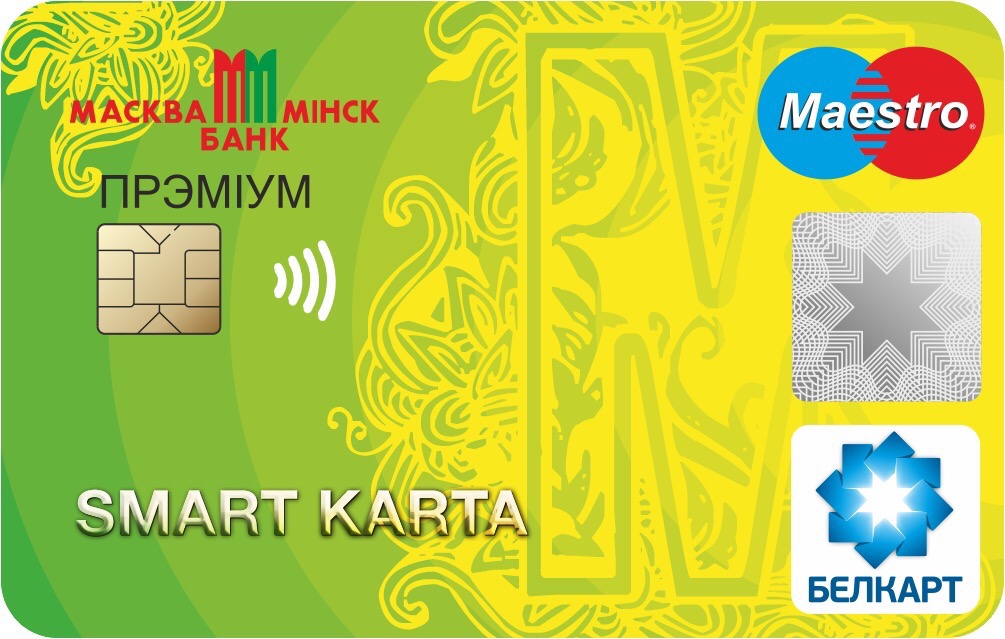 МАСКВА МІНСК
БАНК
ПРЭМІУМ
Maestro®
SMART KARTA
БЕЛКАРТ